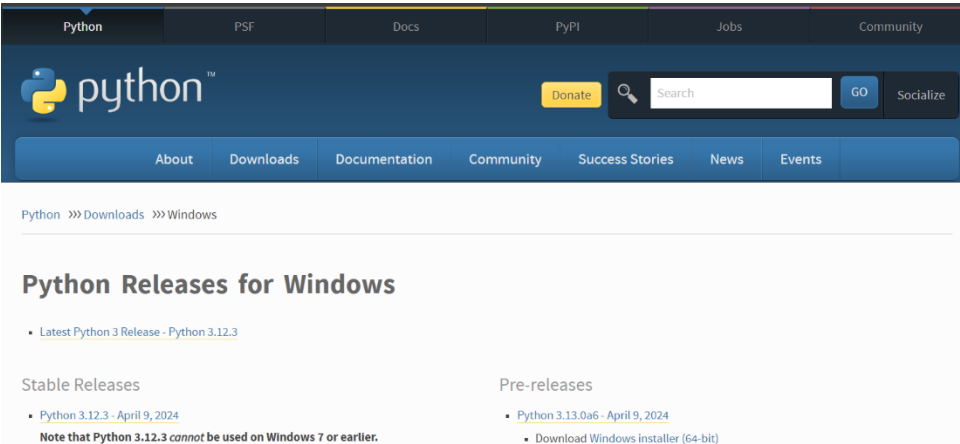 Python PSF Docs PyPI Jobs Community
python™
Donate Search GO Socialize
About Downloads Documentation Community Success Stories News Events
Python >>> Downloads >>> Windows
Python Releases for Windows
Latest Python 3 Release - Python 3.12.3
Stable Releases
Python 3.12.3 - April 9, 2024
Note that Python 3.12.3 cannot be used on Windows 7 or earlier.
Pre-releases
Python 3.13.0a6 - April 9, 2024
Download Windows installer (64-bit)